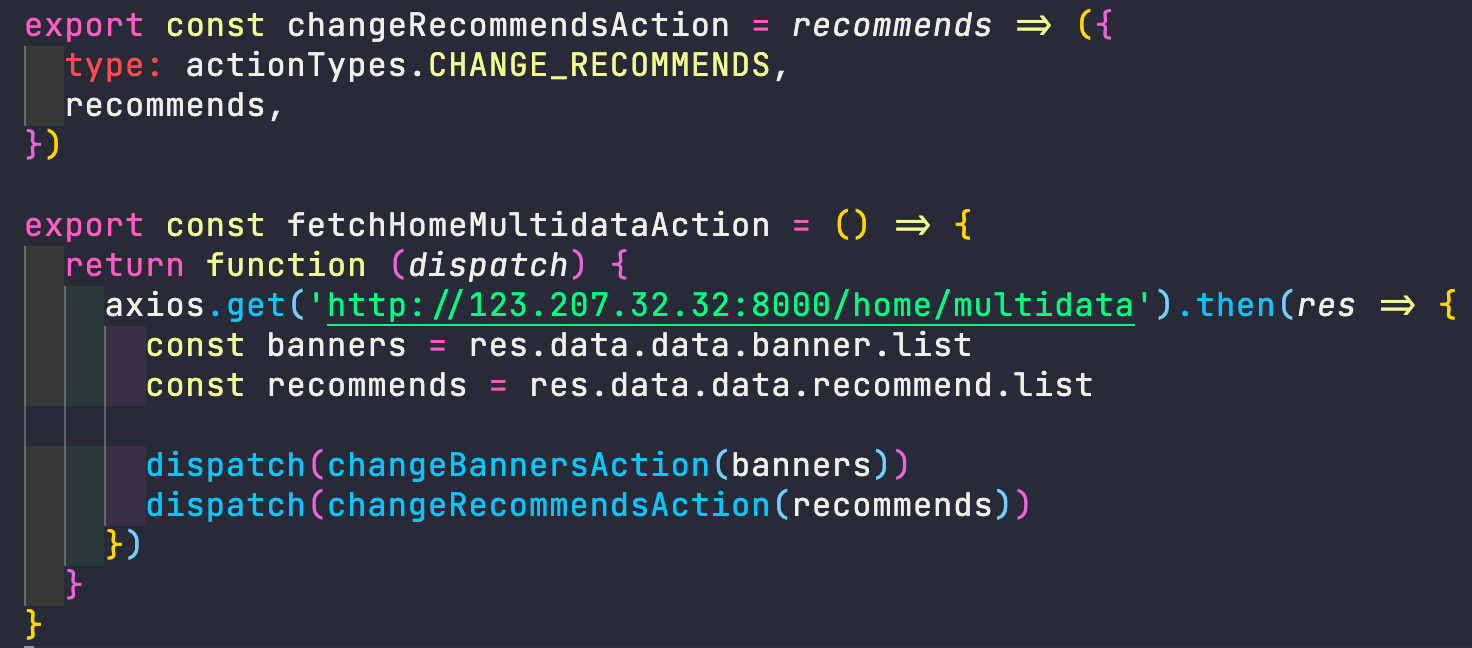 export const changeRecommendsAction = recommends => ({
  type: actionTypes.CHANGE_RECOMMENDS,
  recommends,
})

export const fetchHomeMultidataAction = () => {
  return function (dispatch) {
    axios.get('http://123.207.32.32:8000/home/multidata').then(res => {
      const banners = res.data.data.banner.list
      const recommends = res.data.data.recommend.list

      dispatch(changeBannersAction(banners))
      dispatch(changeRecommendsAction(recommends))
    })
  }
}